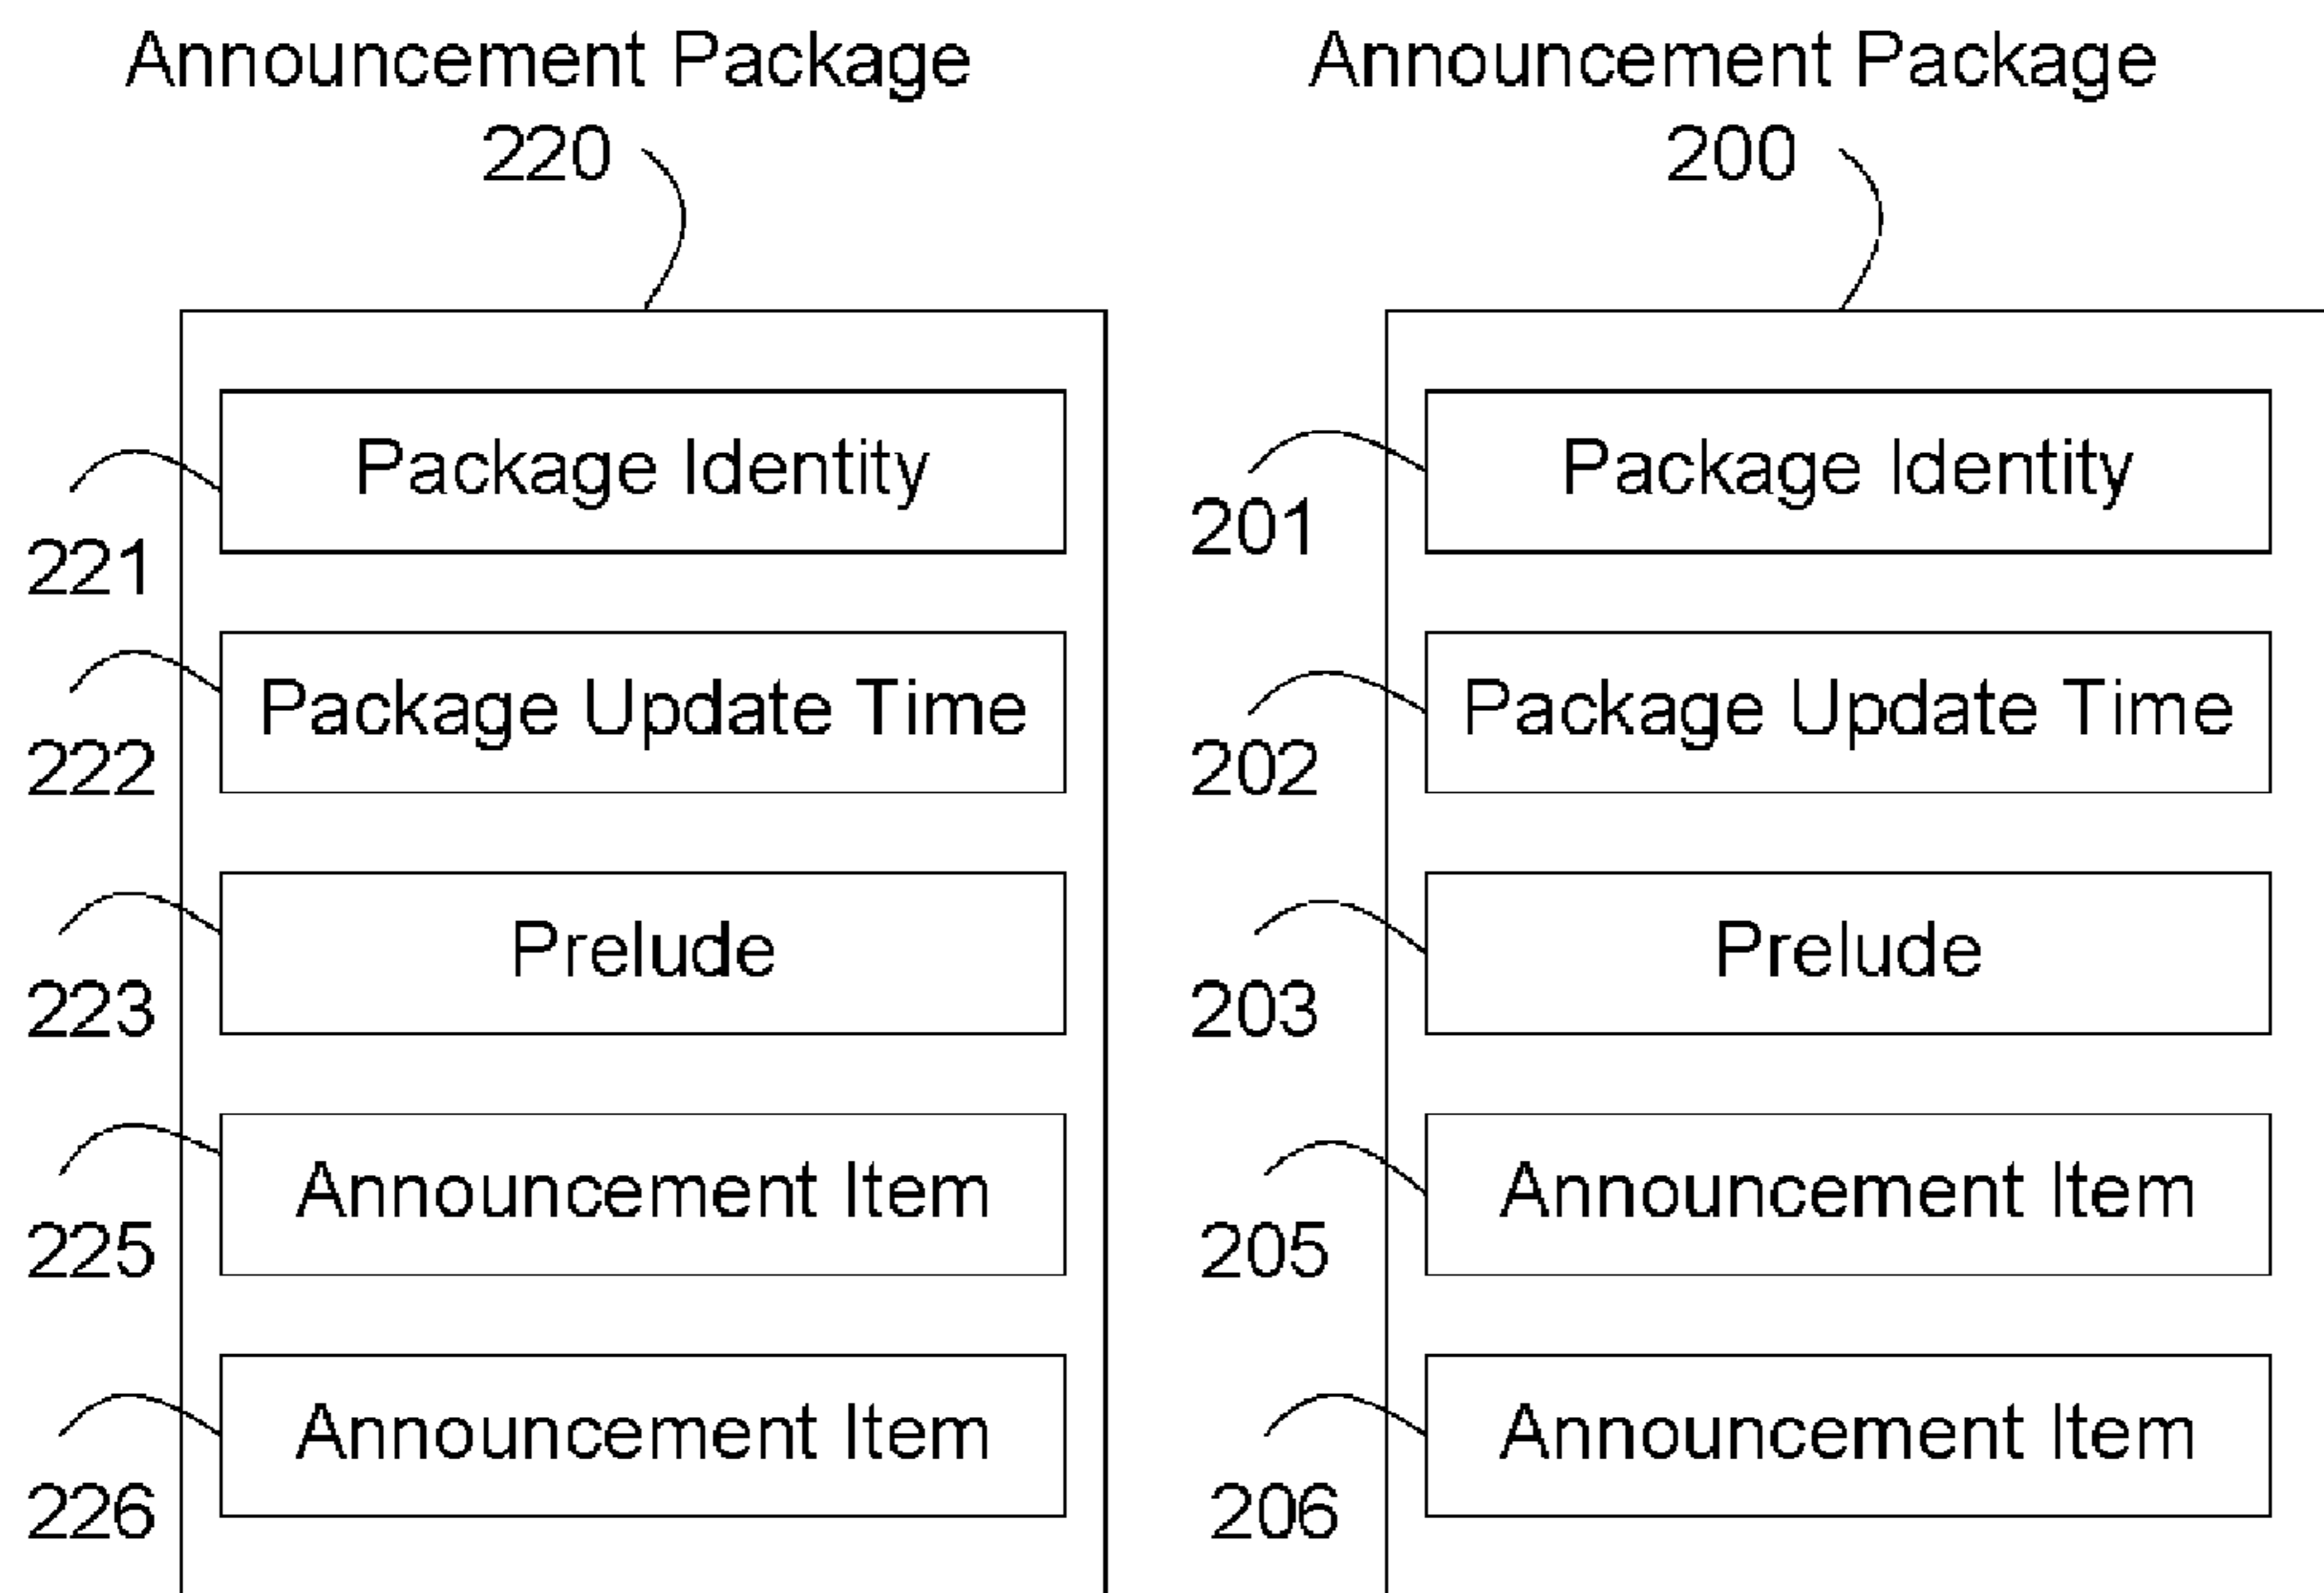 Announcement Package
220
Package Identity
221
Package Update Time
222
Prelude
223
Announcement Item
225
Announcement Item
226
Announcement Package
200
Package Identity
201
Package Update Time
202
Prelude
203
Announcement Item
205
Announcement Item
206